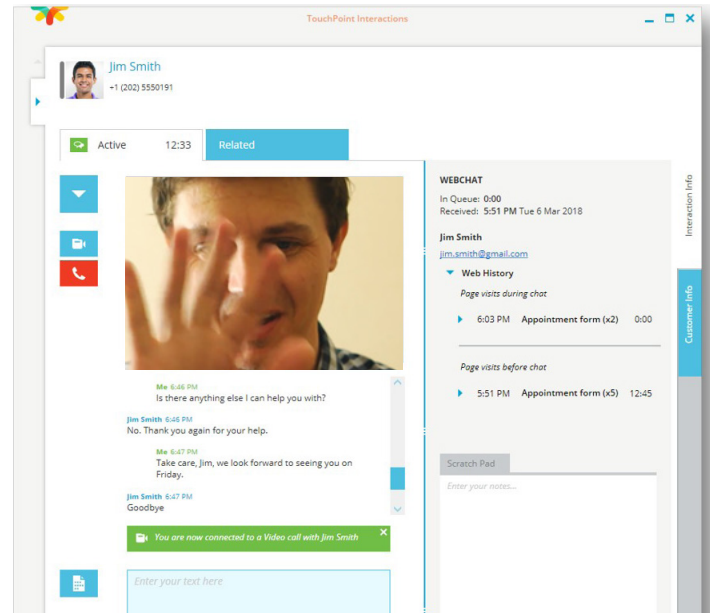 TouchPoint Interactions
Jim Smith
+1 (202) 5550191
Active 12:33 Related
WEBCHAT
In Queue: 0:00
Received: 5:51 PM Tue 6 Mar 2018
Jim Smith
jim.smith@gmail.com
Web History
Page visits during chat
6:03 PM Appointment form (x2) 0:00
Page visits before chat
5:51 PM Appointment form (x5) 12:45
Interaction Info
Customer Info
Me 6:46 PM
Is there anything else I can help you with?
Jim Smith 6:46 PM
No. Thank you again for your help.
Me 6:47 PM
Take care, Jim, we look forward to seeing you on
Friday.
Jim Smith 6:47 PM
Goodbye
You are now connected to a Video call with Jim Smith
Enter your text here
Scratch Pad
Enter your notes...